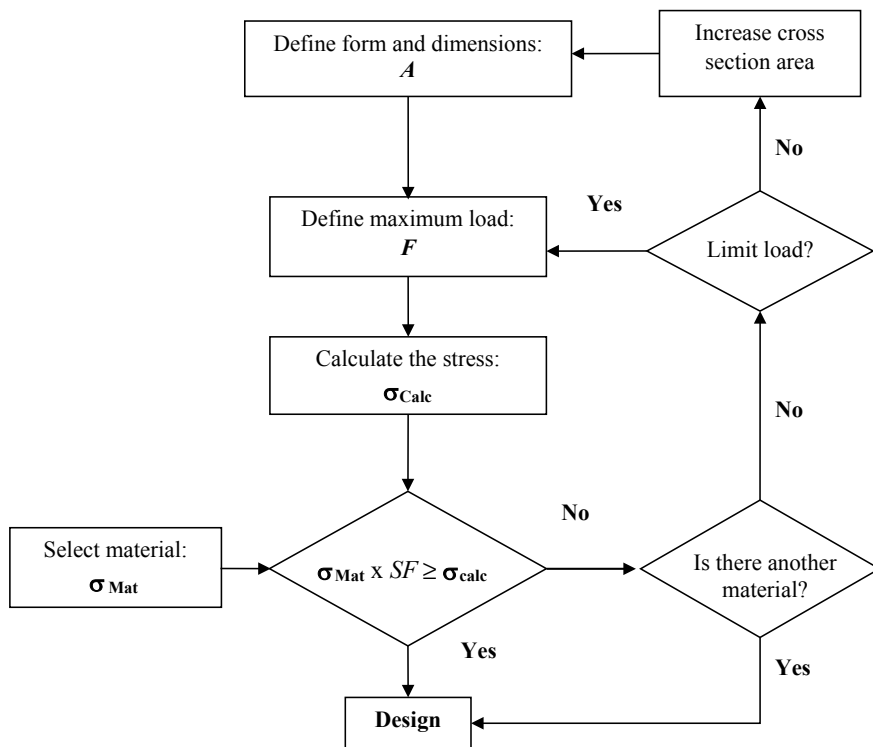 Define form and dimensions:
A
Increase cross
section area
No
Define maximum load:
F
Yes
Limit load?
Calculate the stress:
σCalc
No
Select material:
σ Mat
σMat x SF ≥ σcalc
No
Is there another
material?
Yes
Yes
Design